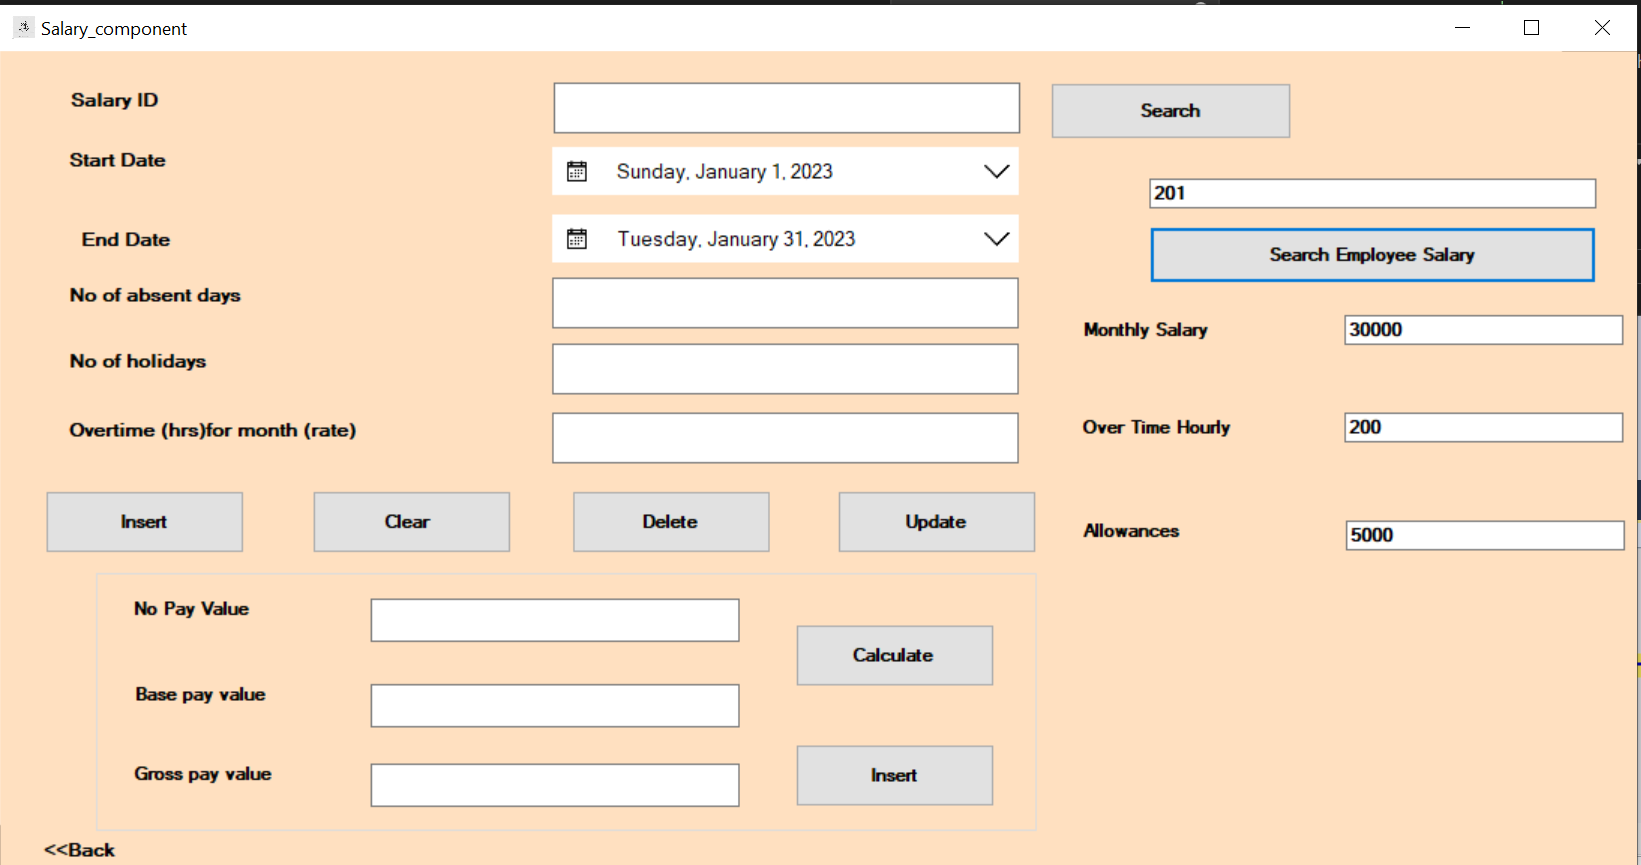 Salary_component
Salary ID
Search
Start Date
Sunday, January 1, 2023
201
End Date
Tuesday, January 31, 2023
Search Employee Salary
No of absent days
Monthly Salary
30000
No of holidays
Overtime (hrs)for month (rate)
Over Time Hourly
200
Insert
Clear
Delete
Update
Allowances
5000
No Pay Value
Calculate
Base pay value
Gross pay value
Insert
<<Back